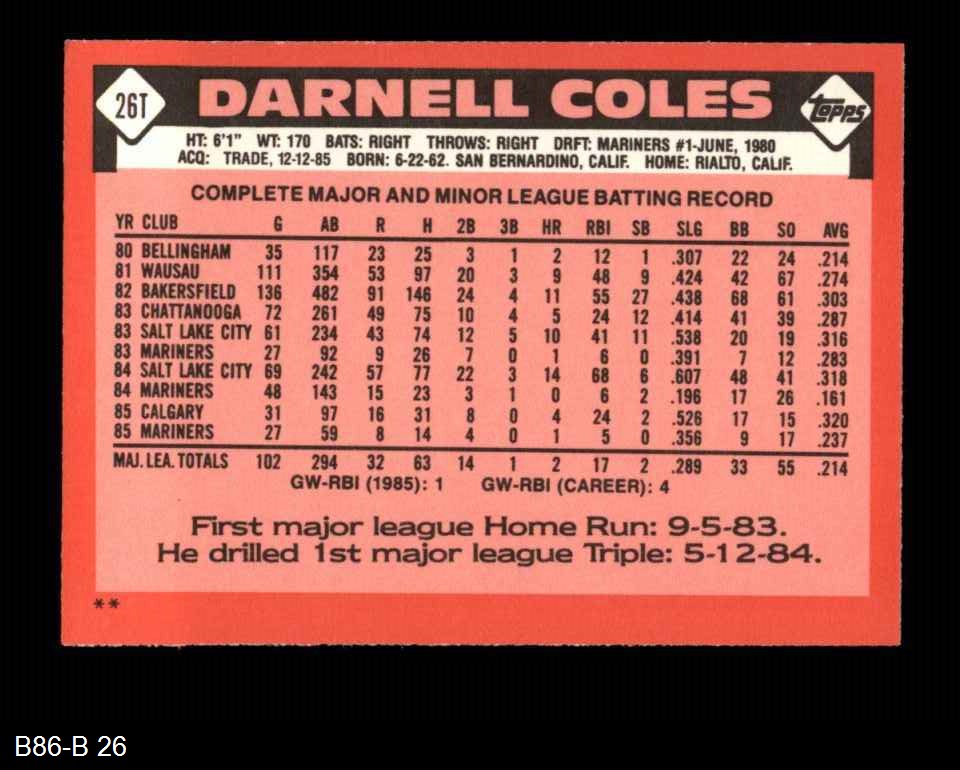 26T DARNELL COLES Topps
HT: 6'1" WT: 170 BATS: RIGHT THROWS: RIGHT DRFT: MARINERS #1-JUNE, 1980
ACQ: TRADE, 12-12-85 BORN: 6-22-62. SAN BERNARDINO, CALIF. HOME: RIALTO, CALIF.
COMPLETE MAJOR AND MINOR LEAGUE BATTING RECORD
YR CLUB G AB R H 2B 3B HR RBI SB SLG BB SO AVG
80 BELLINGHAM 35 117 23 25 3 1 2 12 1 .307 22 24 .214
81 WAUSAU 111 354 53 97 20 3 9 48 9 .424 42 67 .274
82 BAKERSFIELD 136 482 91 146 24 4 11 55 27 .438 68 61 .303
83 CHATTANOOGA 72 261 49 75 10 4 5 24 12 .414 41 39 .287
83 SALT LAKE CITY 61 234 43 74 12 5 10 41 11 .538 20 19 .316
83 MARINERS 27 92 9 26 7 0 1 6 0 .391 7 12 .283
84 SALT LAKE CITY 69 242 57 77 22 3 14 68 6 .607 48 41 .318
84 MARINERS 48 143 15 23 3 1 0 6 2 .196 17 26 .161
85 CALGARY 31 97 16 31 8 0 4 24 2 .526 17 15 .320
85 MARINERS 27 59 8 14 4 0 1 5 0 .356 9 17 .237
MAJ. LEA. TOTALS 102 294 32 63 14 1 2 17 2 .289 33 55 .214
GW-RBI (1985): 1 GW-RBI (CAREER): 4
First major league Home Run: 9-5-83.
He drilled 1st major league Triple: 5-12-84.
**
B86-B 26